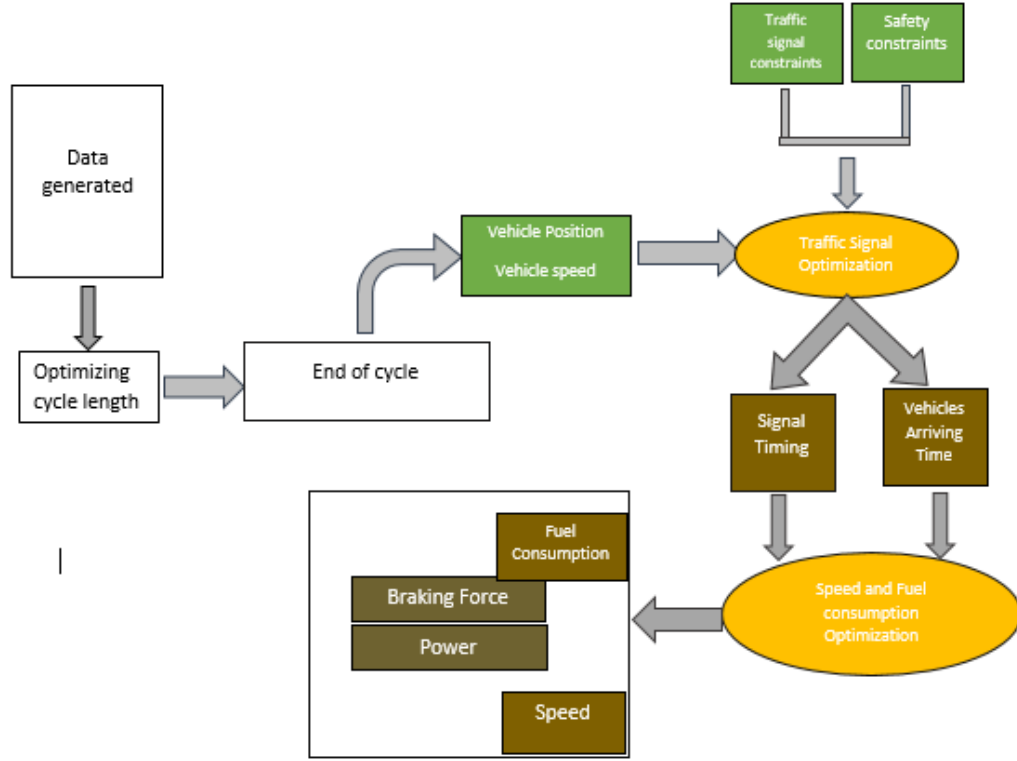 Traffic
signal
constraints
Safety
constraints
Data
generated
Vehicle Position
Vehicle speed
Traffic Signal
Optimization
Optimizing
cycle length
End of cycle
Signal
Timing
Vehicles
Arriving
Time
Fuel
Consumption
Braking Force
Power
Speed
Speed and Fuel
consumption
Optimization